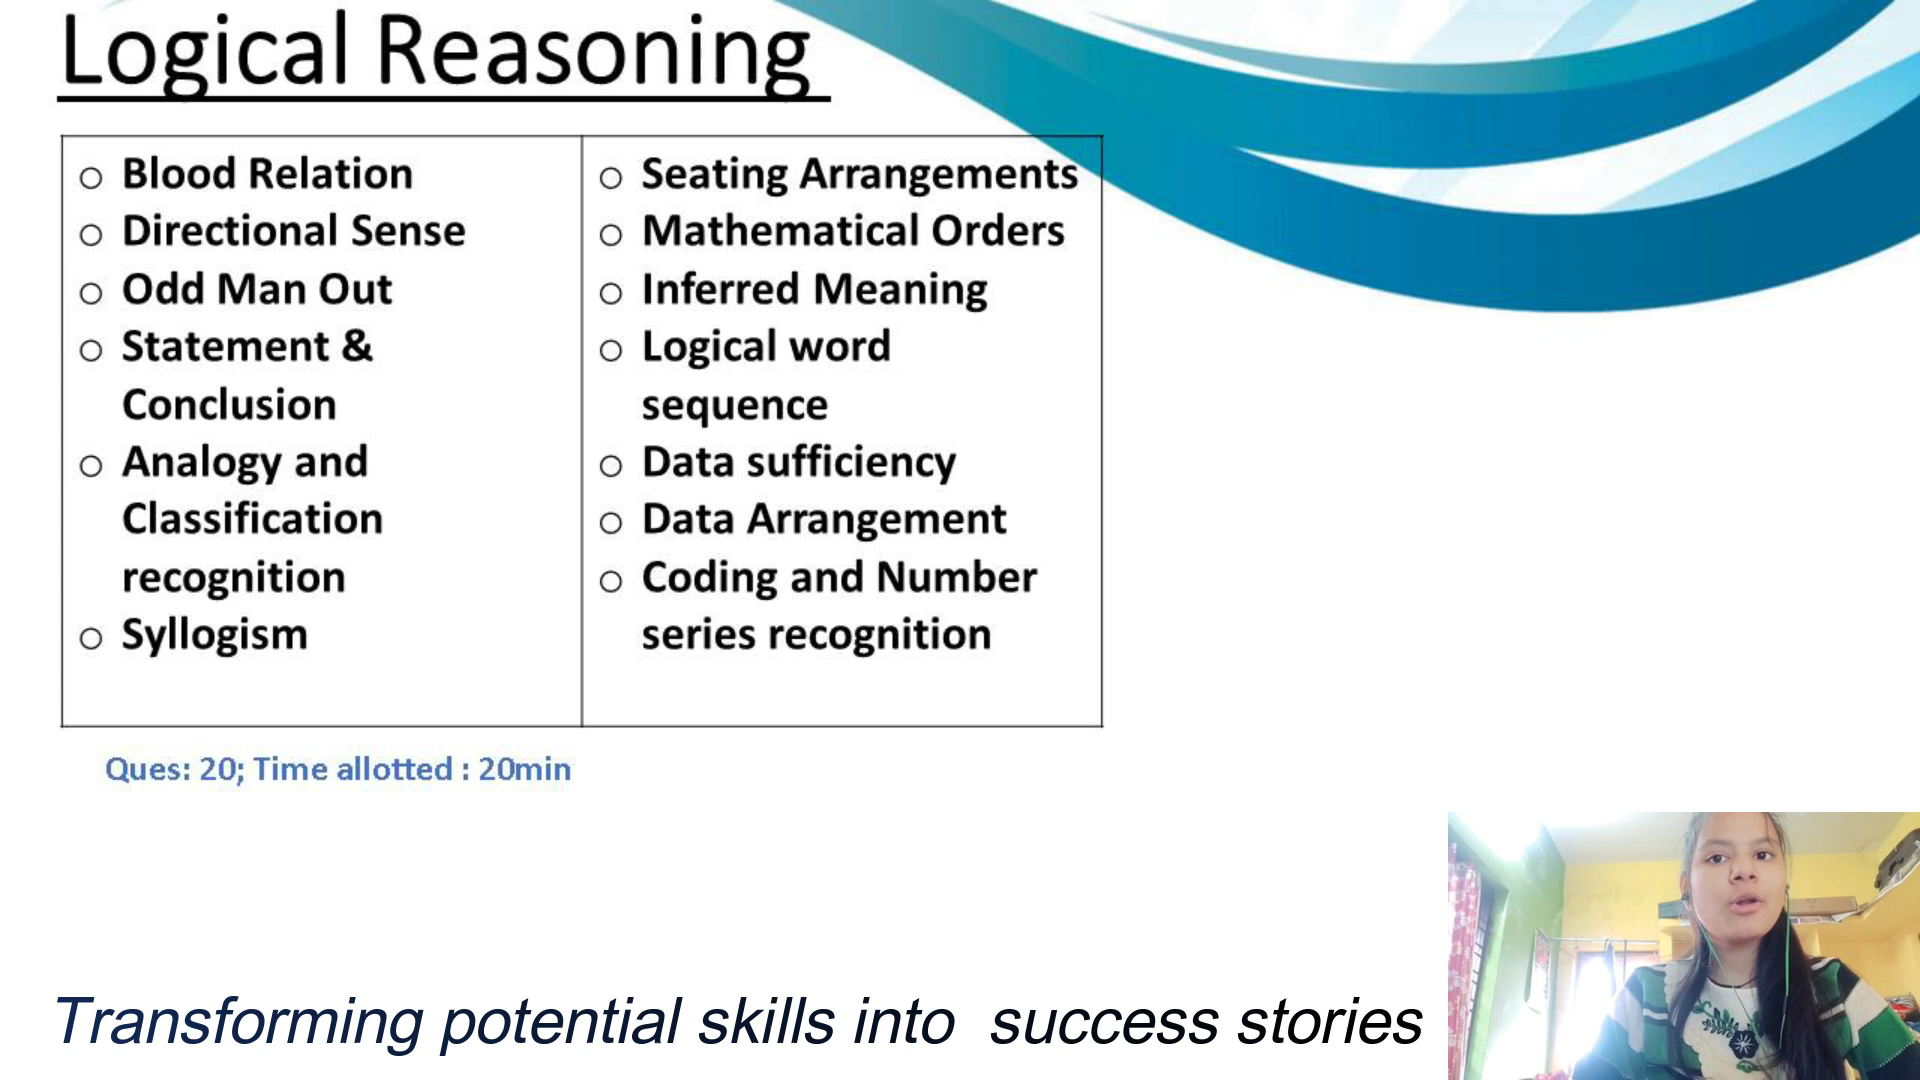 Logical Reasoning
○ Blood Relation
○ Directional Sense
○ Odd Man Out
○ Statement &
Conclusion
○ Analogy and
Classification
recognition
○ Syllogism
○ Seating Arrangements
○ Mathematical Orders
○ Inferred Meaning
○ Logical word
sequence
○ Data sufficiency
○ Data Arrangement
○ Coding and Number
series recognition
Ques: 20; Time allotted : 20min
Transforming potential skills into success stories